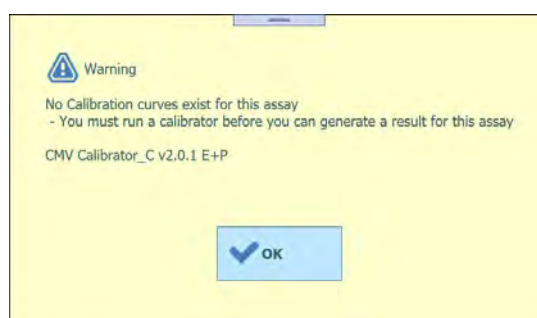 Warning
No Calibration curves exist for this assay
- You must run a calibrator before you can generate a result for this assay
CMV Calibrator_C v2.0.1 E+P
OK